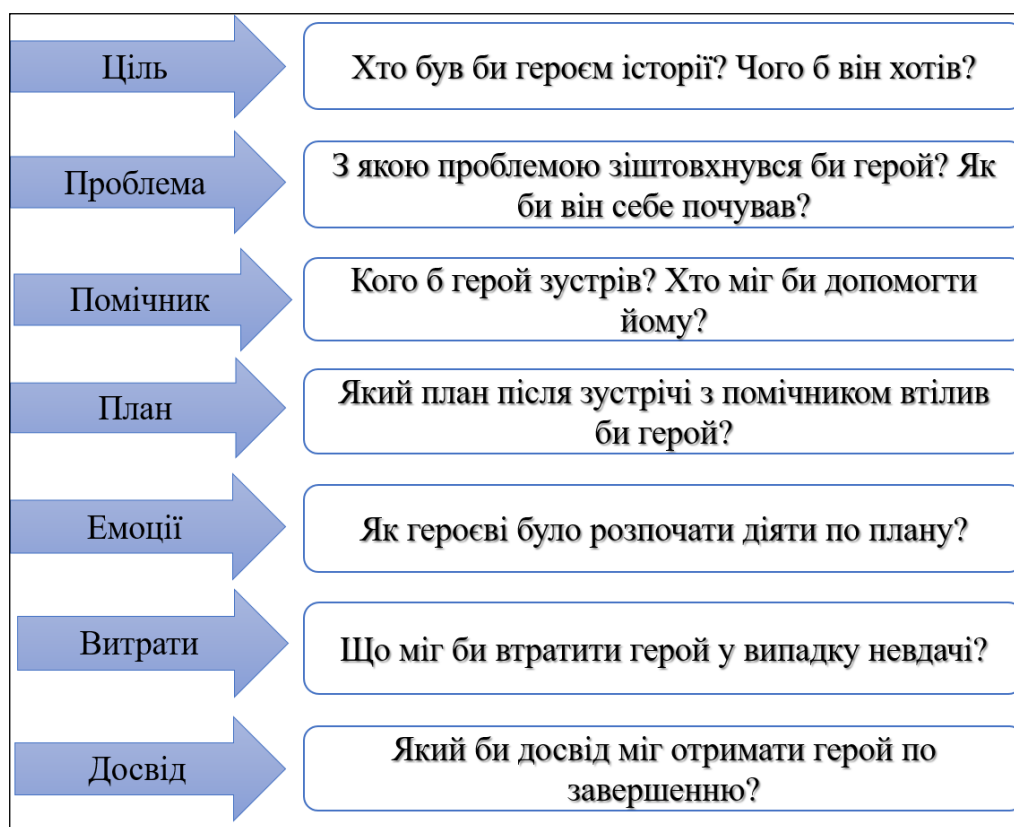 Ціль
Хто був би героєм історії? Чого б він хотів?
Проблема
З якою проблемою зіштовхнувся би герой? Як
би він себе почував?
Помічник
Кого б герой зустрів? Хто міг би допомогти
йому?
План
Який план після зустрічі з помічником втілив
би герой?
Емоції
Як героєві було розпочати діяти по плану?
Витрати
Що міг би втратити герой у випадку невдачі?
Досвід
Який би досвід міг отримати герой по
завершенню?